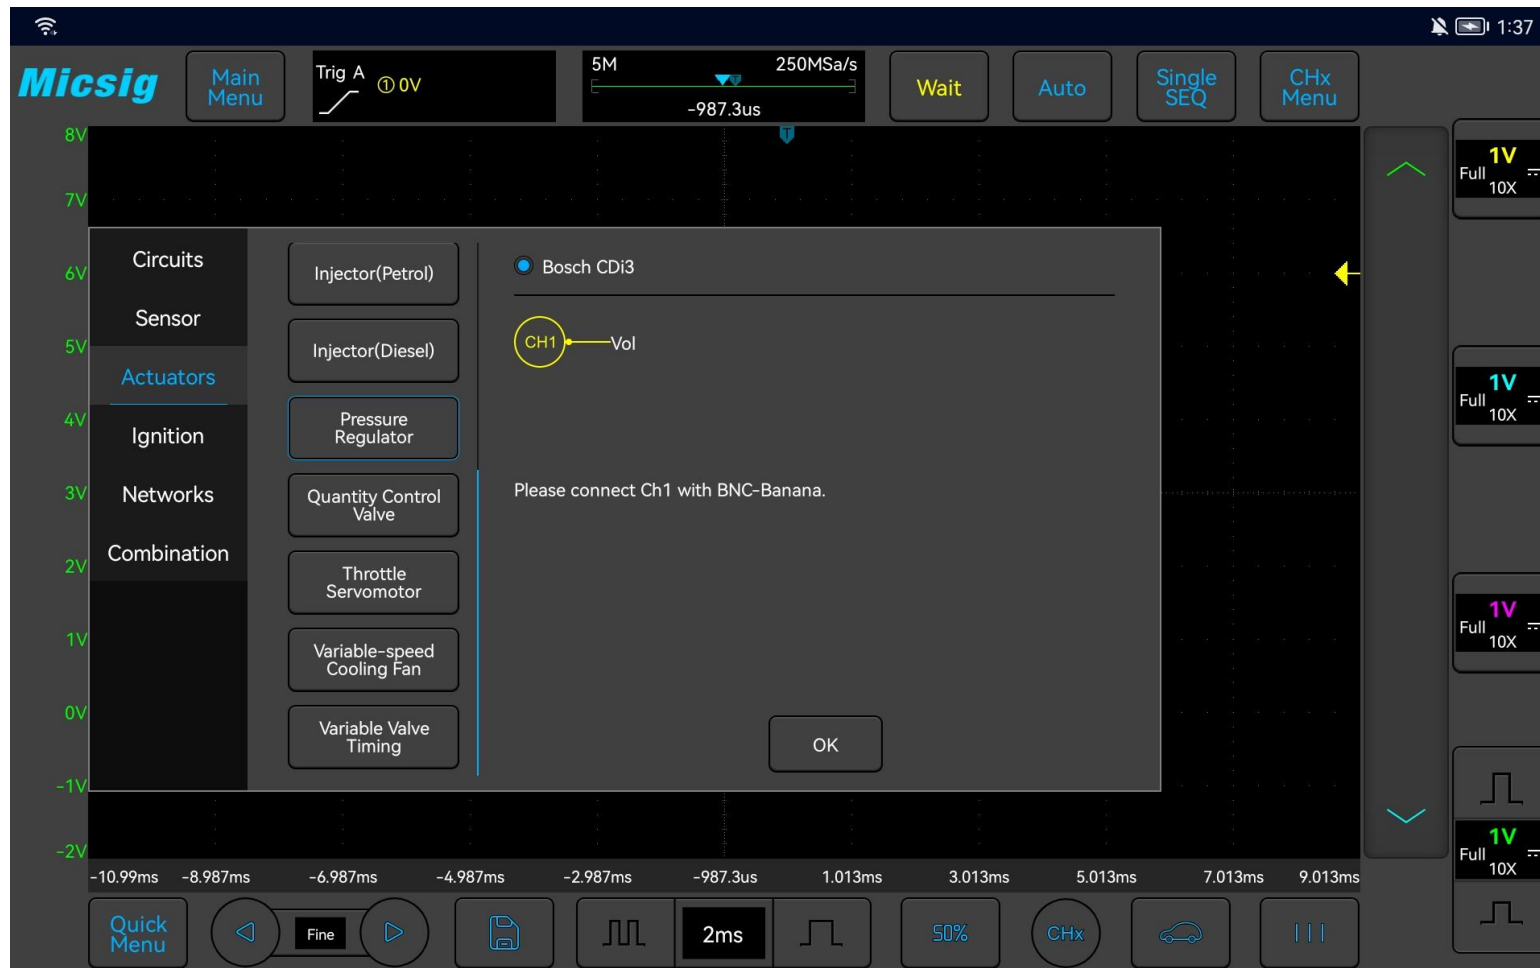 1:37
Micsig
Main
Menu
Trig A
① 0V
5M
250MSa/s
-987.3us
T
Wait
Auto
Single
SEQ
CHx
Menu
8V
7V
6V
5V
4V
3V
2V
1V
0V
-1V
-2V
T
Circuits
Sensor
Actuators
Ignition
Networks
Combination
Injector(Petrol)
Injector(Diesel)
Pressure
Regulator
Quantity Control
Valve
Throttle
Servomotor
Variable-speed
Cooling Fan
Variable Valve
Timing
Bosch CDi3
CH1
Vol
Please connect Ch1 with BNC-Banana.
OK
1V
Full
10X
1V
Full
10X
1V
Full
10X
1V
Full
10X
-10.99ms -8.987ms -6.987ms -4.987ms -2.987ms -987.3us 1.013ms 3.013ms 5.013ms 7.013ms 9.013ms
Quick
Menu
Fine
2ms
50%
CHx